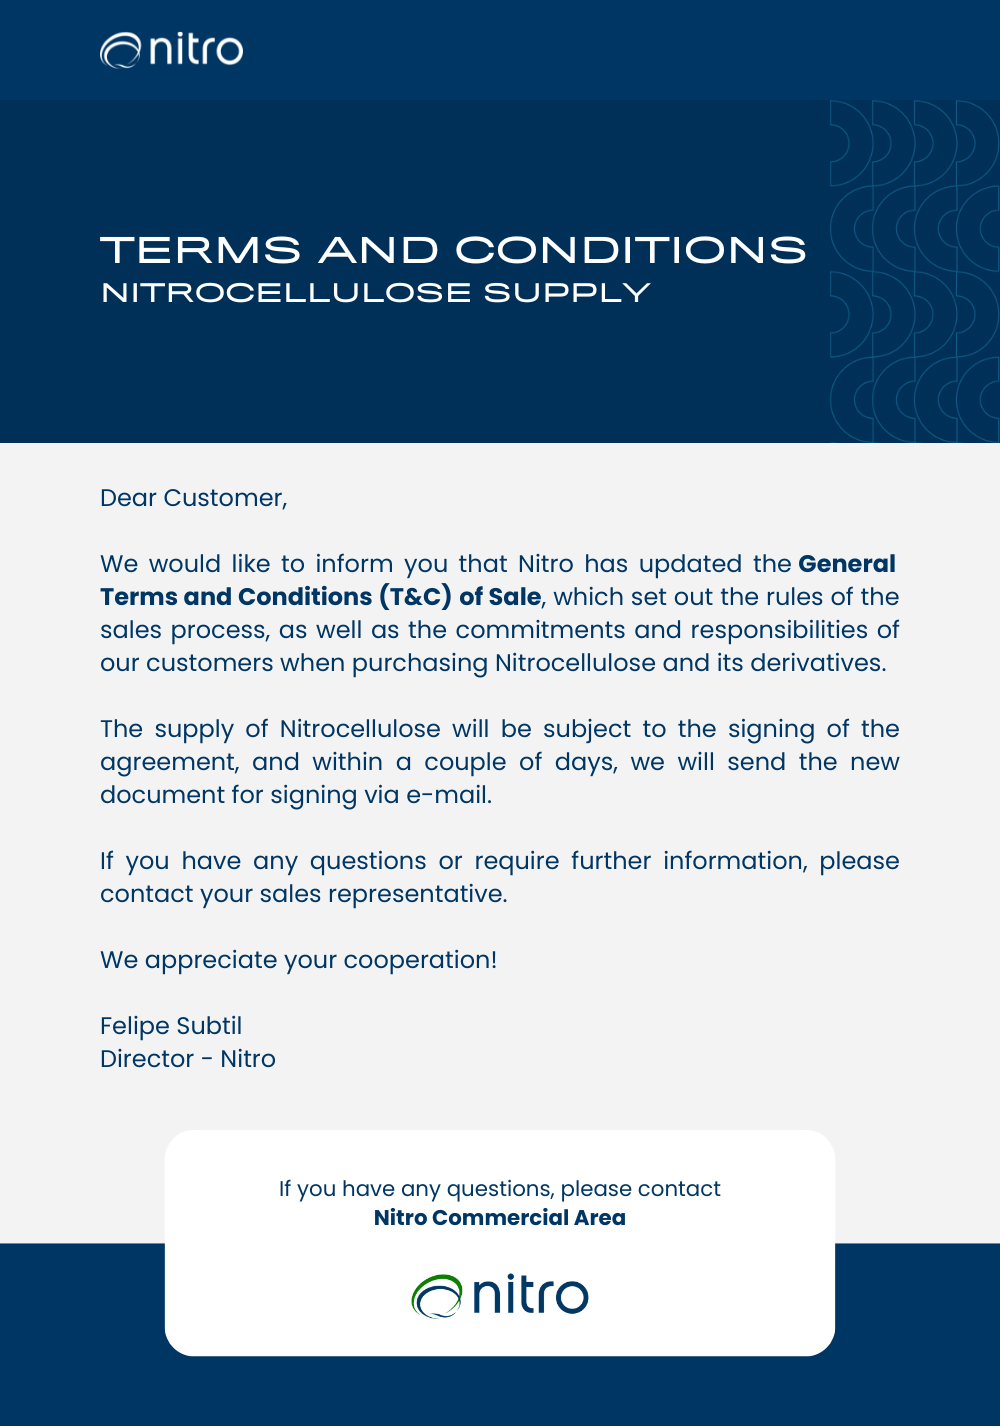 nitro
TERMS AND CONDITIONS
NITROCELLULOSE SUPPLY
Dear Customer,
We would like to inform you that Nitro has updated the General
Terms and Conditions (T&C) of Sale, which set out the rules of the
sales process, as well as the commitments and responsibilities of
our customers when purchasing Nitrocellulose and its derivatives.
The supply of Nitrocellulose will be subject to the signing of the
agreement, and within a couple of days, we will send the new
document for signing via e-mail.
If you have any questions or require further information, please
contact your sales representative.
We appreciate your cooperation!
Felipe Subtil
Director - Nitro
If you have any questions, please contact
Nitro Commercial Area
nitro